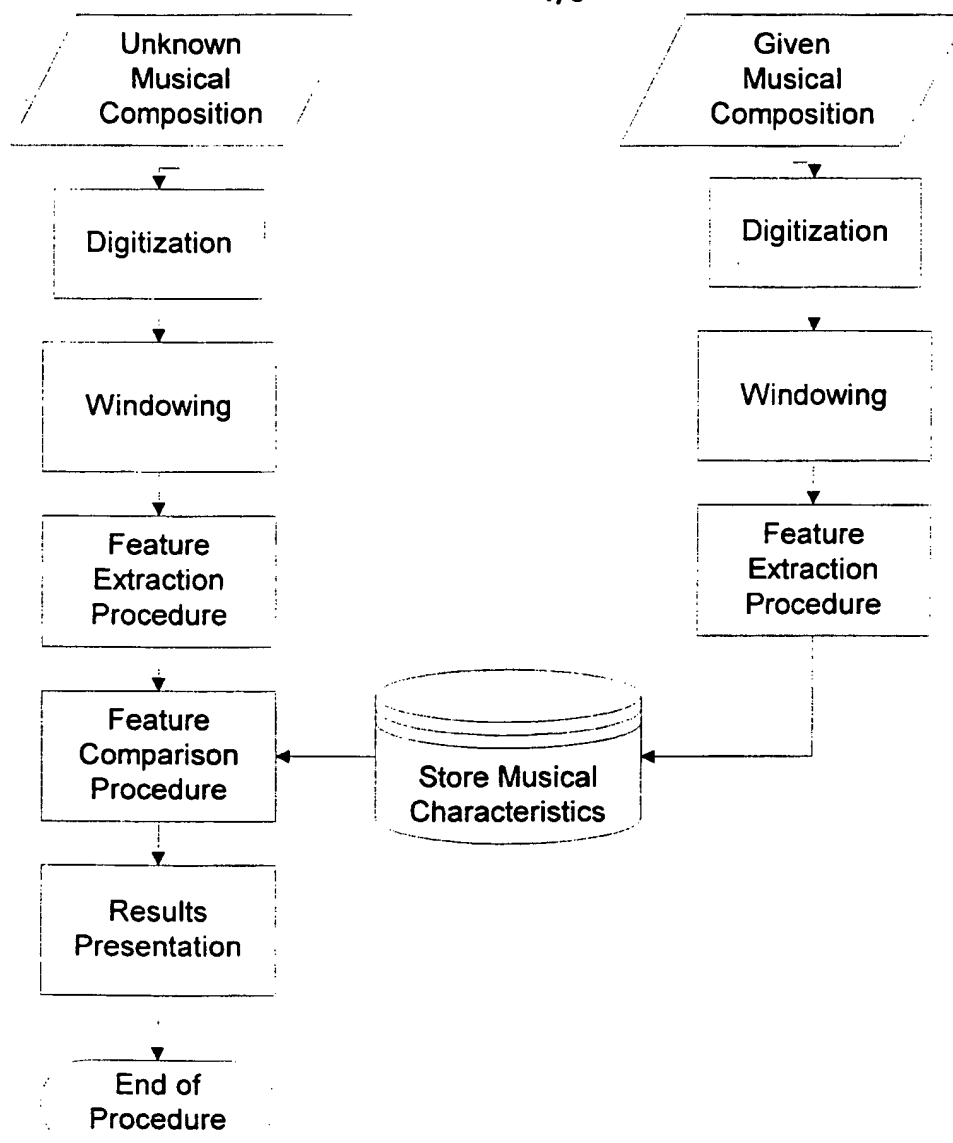 Unknown
Musical
Composition
Digitization
Windowing
Feature
Extraction
Procedure
Feature
Comparison
Procedure
Results
Presentation
End of
Procedure
Given
Musical
Composition
Digitization
Windowing
Feature
Extraction
Procedure
Store Musical
Characteristics